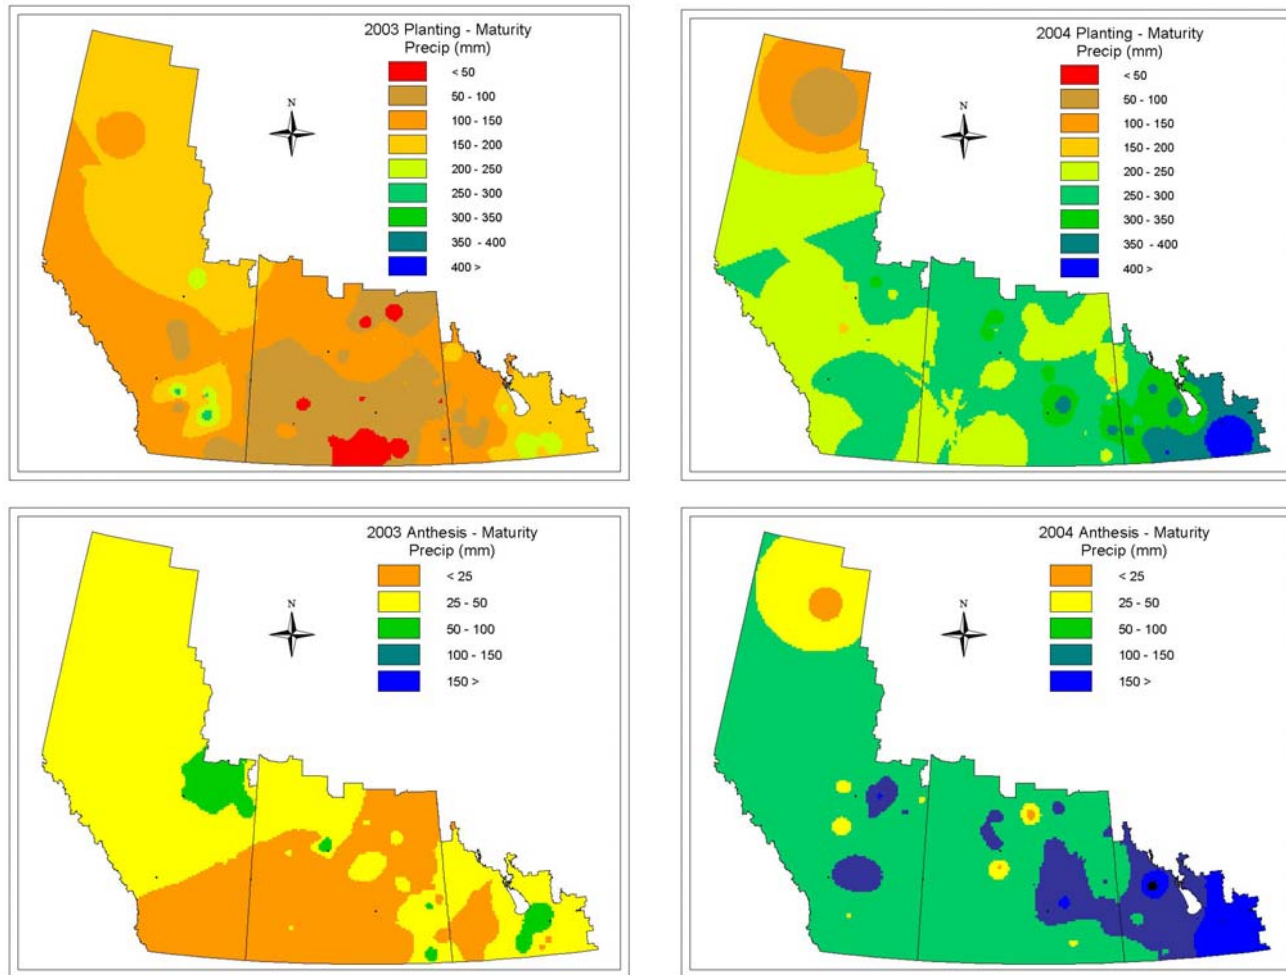 2003 Planting - Maturity
Precip (mm)
< 50
50 - 100
100 - 150
150 - 200
200 - 250
250 - 300
300 - 350
350 - 400
400 >
N
2004 Planting - Maturity
Precip (mm)
< 50
50 - 100
100 - 150
150 - 200
200 - 250
250 - 300
300 - 350
350 - 400
400 >
N
2003 Anthesis - Maturity
Precip (mm)
< 25
25 - 50
50 - 100
100 - 150
150 >
N
2004 Anthesis - Maturity
Precip (mm)
< 25
25 - 50
50 - 100
100 - 150
150 >
N